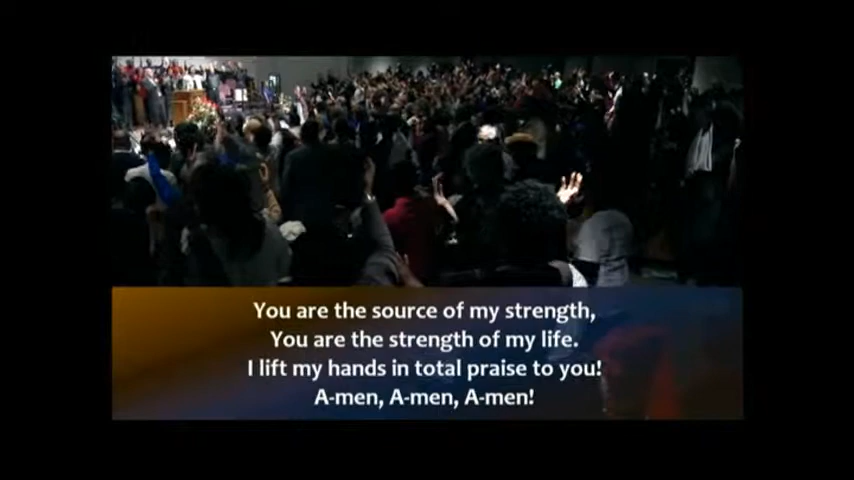 You are the source of my strength,
You are the strength of my life.
I lift my hands in total praise to you!
A-men, A-men, A-men!